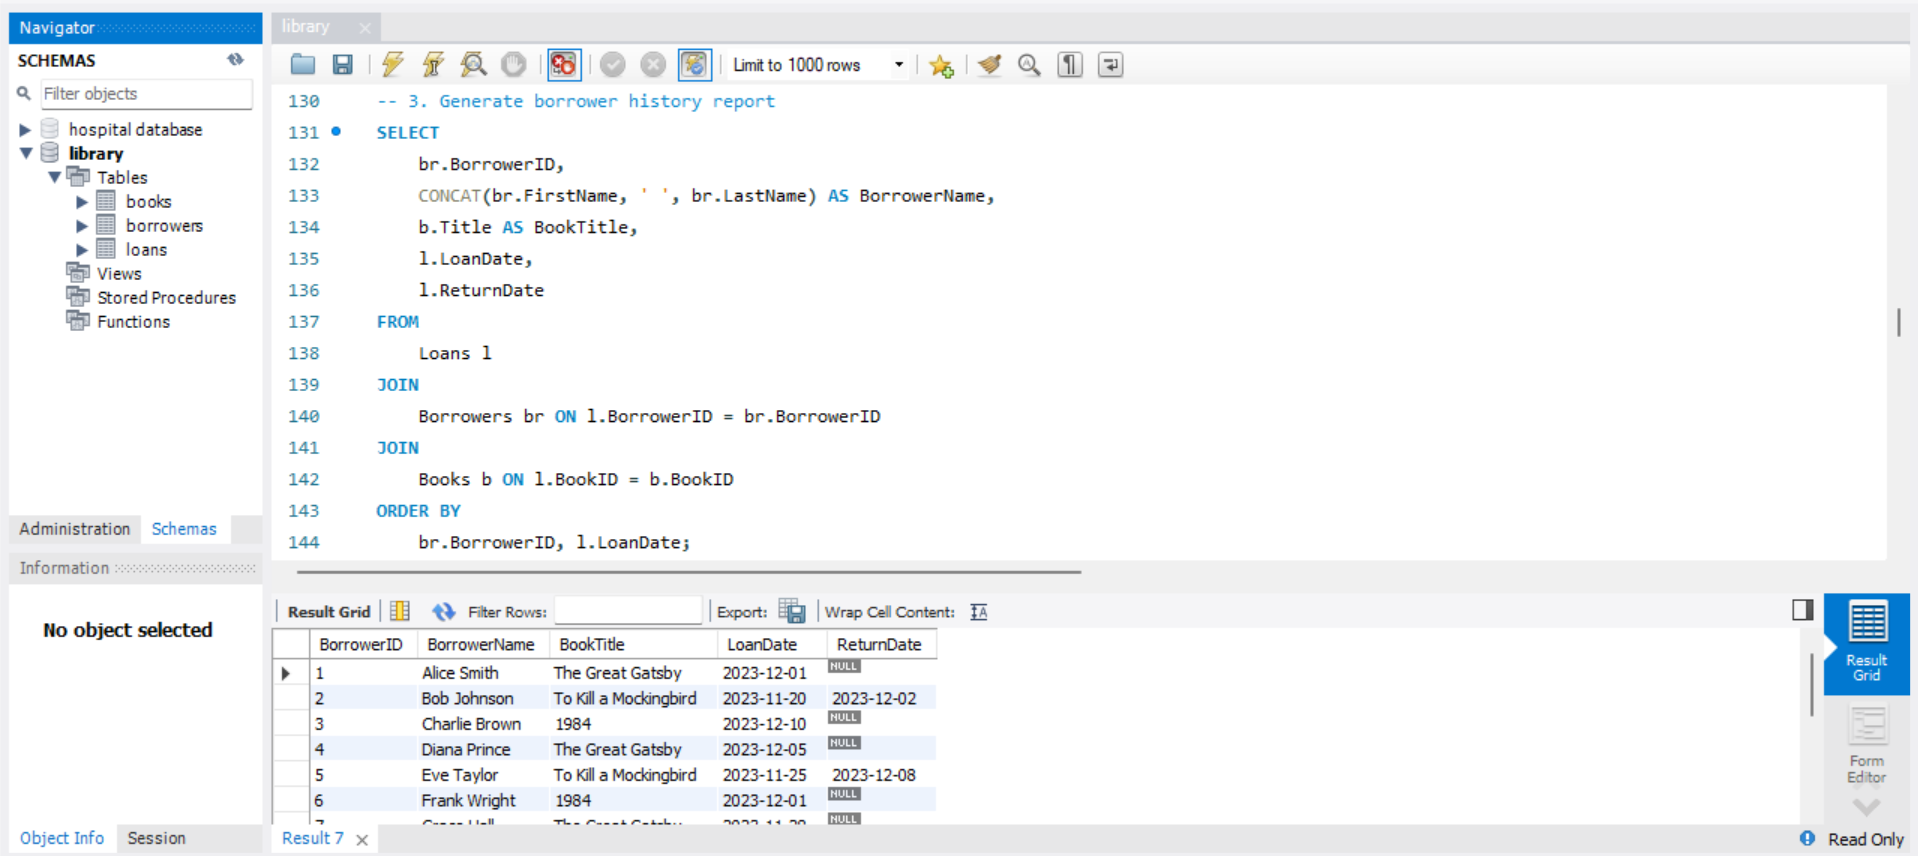 Navigator
SCHEMAS
Filter objects
hospital database
library
Tables
books
borrowers
loans
Views
Stored Procedures
Functions
Administration Schemas
Information
No object selected
Object Info Session
library
Limit to 1000 rows
130 -- 3. Generate borrower history report
131 SELECT
132 br.BorrowerID,
133 CONCAT(br.FirstName, ' ', br.LastName) AS BorrowerName,
134 b.Title AS BookTitle,
135 l.LoanDate,
136 l.ReturnDate
137 FROM
138 Loans l
139 JOIN
140 Borrowers br ON l.BorrowerID = br.BorrowerID
141 JOIN
142 Books b ON l.BookID = b.BookID
143 ORDER BY
144 br.BorrowerID, l.LoanDate;
Result Grid Filter Rows: Export: Wrap Cell Content:
BorrowerID BorrowerName BookTitle LoanDate ReturnDate
1 Alice Smith The Great Gatsby 2023-12-01 NULL
2 Bob Johnson To Kill a Mockingbird 2023-11-20 2023-12-02
3 Charlie Brown 1984 2023-12-10 NULL
4 Diana Prince The Great Gatsby 2023-12-05 NULL
5 Eve Taylor To Kill a Mockingbird 2023-11-25 2023-12-08
6 Frank Wright 1984 2023-12-01 NULL
7 The Great Gatsby NULL
Result 7
Result
Grid
Form
Editor
Read Only